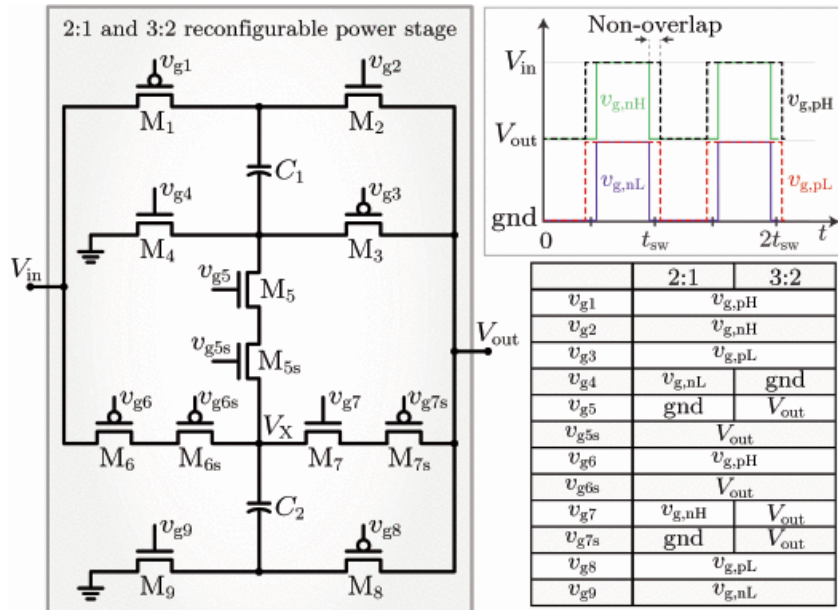 2:1 and 3:2 reconfigurable power stage
v_g1
v_g2
M_1
M_2
C_1
v_g4
v_g3
M_4
M_3
V_in
v_g5
M_5
v_g5s
M_5s
V_out
v_g6
v_g6s
V_X
v_g7
v_g7s
M_6
M_6s
M_7
M_7s
C_2
v_g9
v_g8
M_9
M_8
Non-overlap
V_in
v_g,nH
v_g,pH
V_out
v_g,nL
v_g,pL
gnd
0
t_sw
2t_sw
t
2:1 3:2
v_g1 v_g,pH
v_g2 v_g,nH
v_g3 v_g,pL
v_g4 v_g,nL gnd
v_g5 gnd V_out
v_g5s V_out
v_g6 v_g,pH
v_g6s V_out
v_g7 v_g,nH V_out
v_g7s gnd V_out
v_g8 v_g,pL
v_g9 v_g,nL